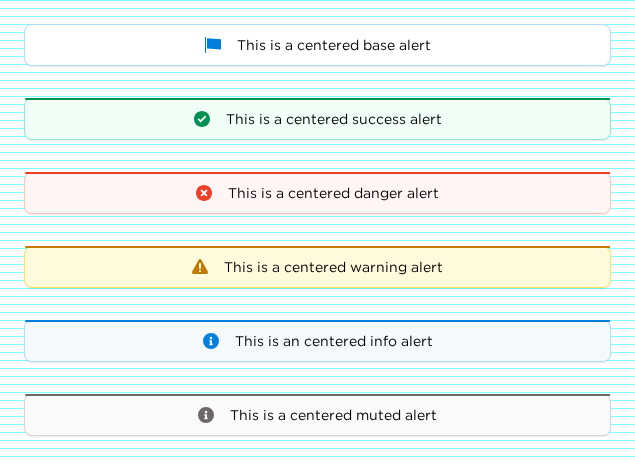 This is a centered base alert
This is a centered success alert
This is a centered danger alert
This is a centered warning alert
This is an centered info alert
This is a centered muted alert